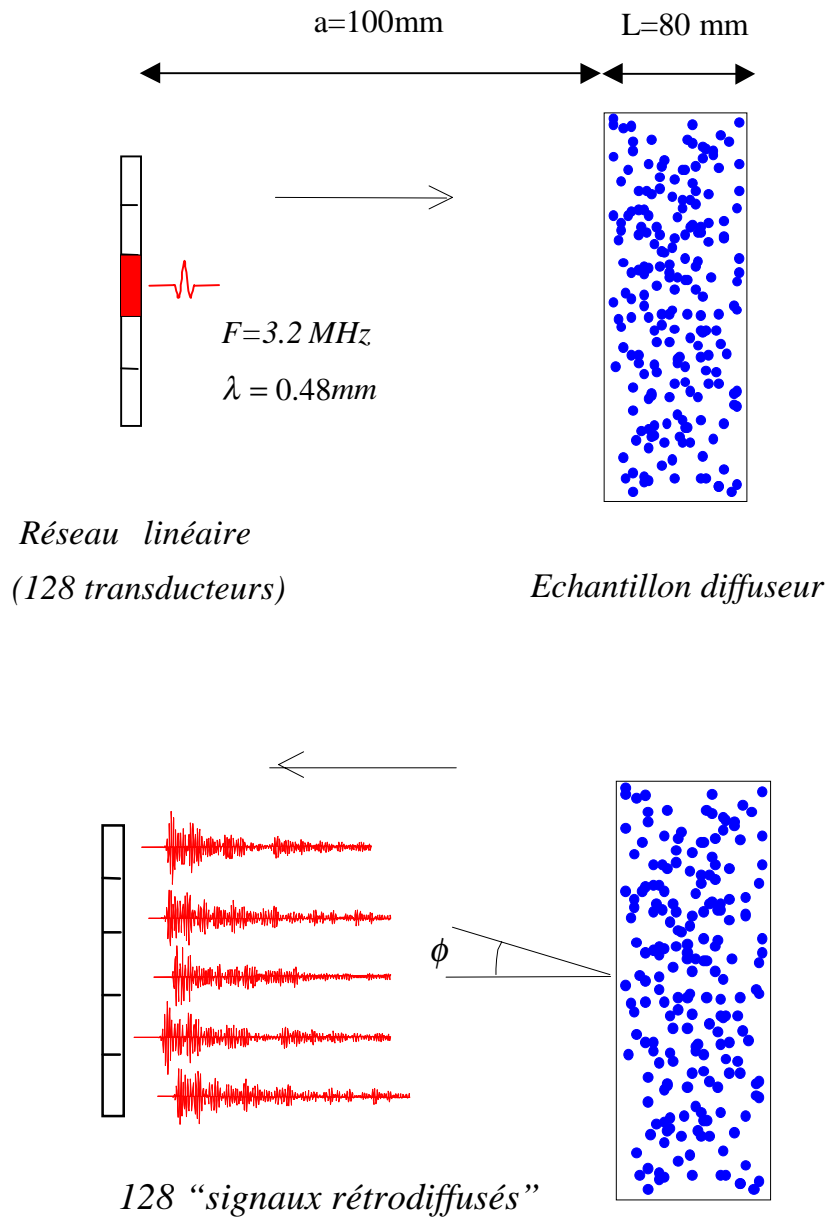 a=100mm
L=80 mm
F=3.2 MHz
λ = 0.48mm
Réseau linéaire
(128 transducteurs)
Echantillon diffuseur
ϕ
128 “signaux rétrodiffusés”